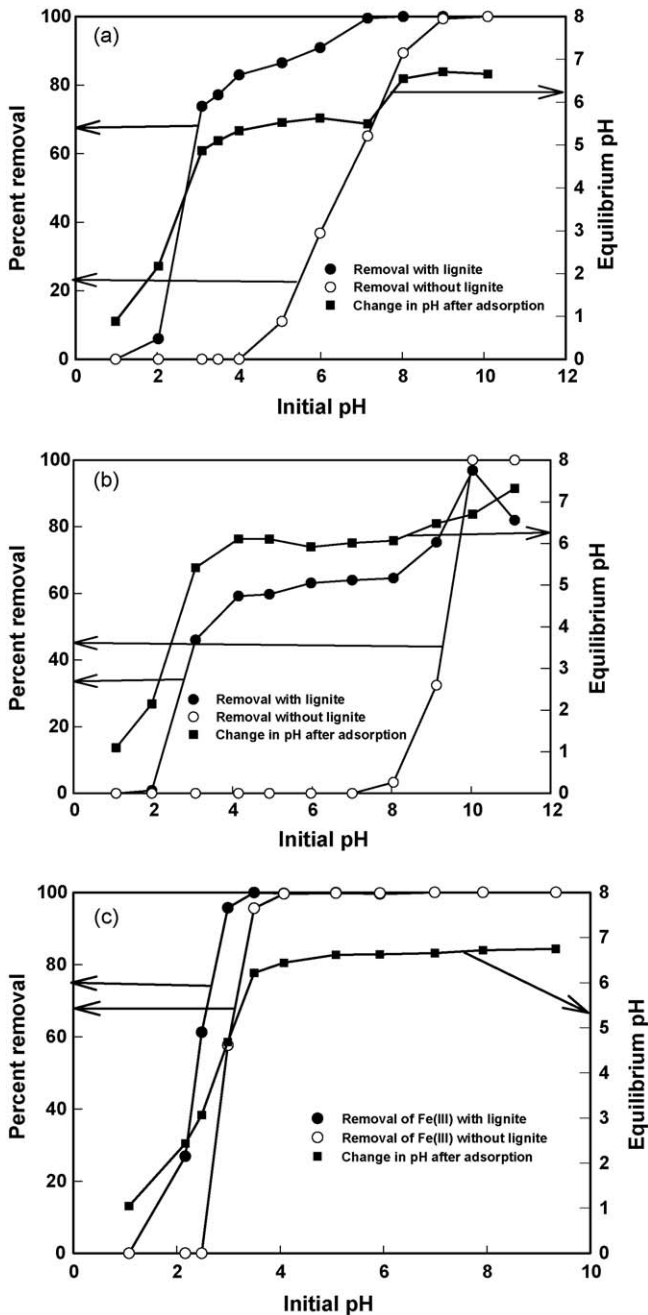 (a)
100
80
60
40
20
0
Percent removal
8
7
6
5
4
3
2
1
0
Equilibrium pH
Removal with lignite
Removal without lignite
Change in pH after adsorption
0 2 4 6 8 10 12
Initial pH
(b)
100
80
60
40
20
0
Percent removal
8
7
6
5
4
3
2
1
0
Equilibrium pH
Removal with lignite
Removal without lignite
Change in pH after adsorption
0 2 4 6 8 10 12
Initial pH
(c)
100
80
60
40
20
0
Percent removal
8
7
6
5
4
3
2
1
0
Equilibrium pH
Removal of Fe(III) with lignite
Removal of Fe(III) without lignite
Change in pH after adsorption
0 2 4 6 8 10
Initial pH